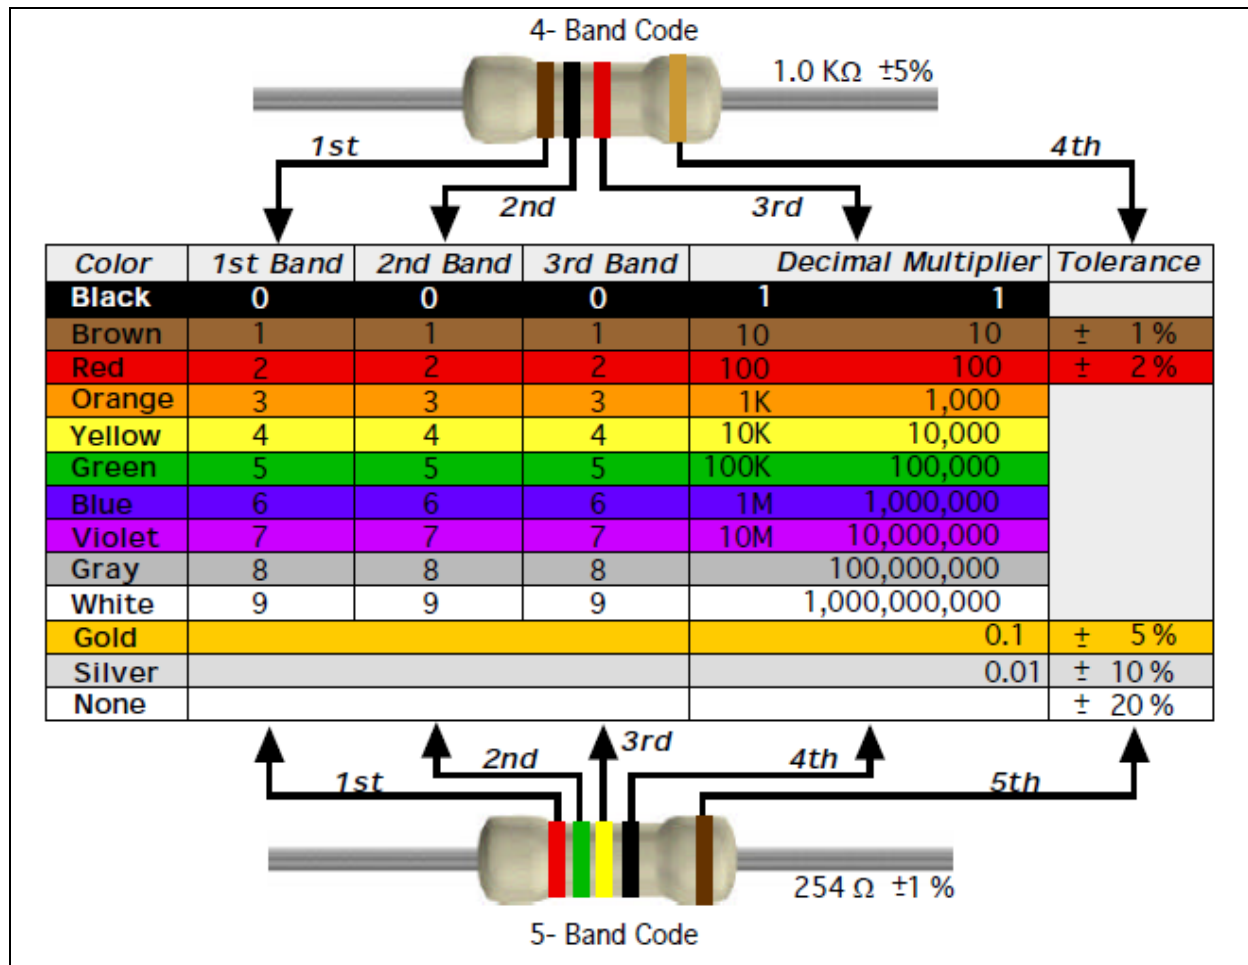 4- Band Code
1.0 KΩ ±5%
1st
4th
2nd
3rd
Color 1st Band 2nd Band 3rd Band Decimal Multiplier Tolerance
Black 0 0 0 1 1
Brown 1 1 1 10 10 ± 1 %
Red 2 2 2 100 100 ± 2 %
Orange 3 3 3 1K 1,000
Yellow 4 4 4 10K 10,000
Green 5 5 5 100K 100,000
Blue 6 6 6 1M 1,000,000
Violet 7 7 7 10M 10,000,000
Gray 8 8 8 100,000,000
White 9 9 9 1,000,000,000
Gold 0.1 ± 5 %
Silver 0.01 ± 10 %
None ± 20 %
3rd
2nd
4th
1st
5th
254 Ω ±1 %
5- Band Code